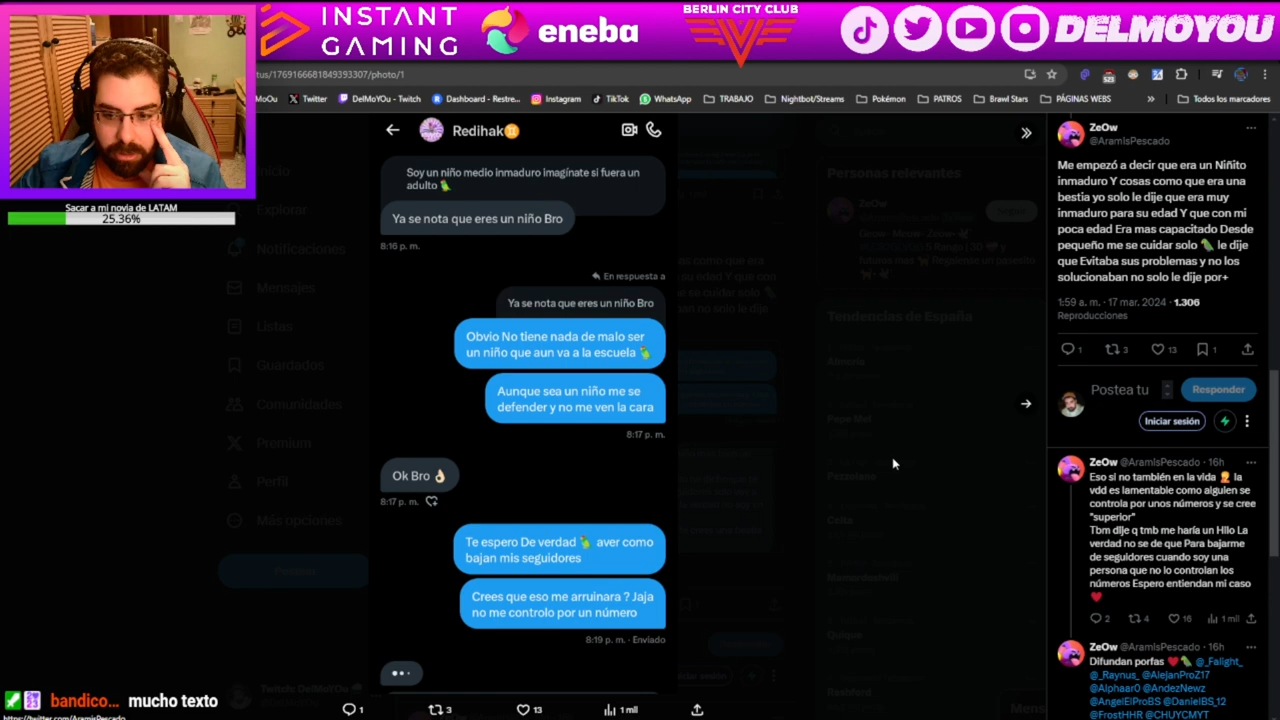 INSTANT
GAMING
eneba
BERLIN CITY CLUB
DELMOYOU
tus/1769166681849393307/photo/1
MoOu
Twitter
DelMoYOu - Twitch
Dashboard - Restre...
Instagram
TikTok
WhatsApp
TRABAJO
Nightbot/Streams
Pokémon
PATROS
Brawl Stars
PÁGINAS WEBS
»
Todos los marcadores
Sacar a mi novia de LATAM
25.36%
Inicio
Explorar
Notificaciones
Mensajes
Listas
Guardados
Comunidades
Premium
Perfil
Más opciones
Postear
Redihak♊
Soy un niño medio inmaduro imagínate si fuera un
adulto 🦜
Ya se nota que eres un niño Bro
8:16 p. m.
En respuesta a
Ya se nota que eres un niño Bro
Obvio No tiene nada de malo ser
un niño que aun va a la escuela 🦜
Aunque sea un niño me se
defender y no me ven la cara
8:17 p. m.
Ok Bro 👌🏻
8:17 p. m.
Te espero De verdad 🦜 aver como
bajan mis seguidores
Crees que eso me arruinara ? Jaja
no me controlo por un número
8:19 p. m. · Enviado
1
3
13
1 mil
Personas relevantes
ZeOw
Tendencias de España
Almería
Pepe Mel
Pezzolano
Quique
Rashford
Mens
ZeOw
@AramIsPescado
Me empezó a decir que era un Niñito
inmaduro Y cosas como que era una
bestia yo solo le dije que era muy
inmaduro para su edad Y que con mi
poca edad Era mas capacitado Desde
pequeño me se cuidar solo 🦜 le dije
que Evitaba sus problemas y no los
solucionaban no solo le dije por+
1:59 a. m. · 17 mar. 2024 · 1.306
Reproducciones
1
3
13
1
Postea tu
Responder
Iniciar sesión
ZeOw @AramIsPescado · 16h
Eso si no también en la vida 🤦 la
vdd es lamentable como alguien se
controla por unos números y se cree
"superior"
Tbm dije q tmb me haría un Hilo La
verdad no se de que Para bajarme
de seguidores cuando soy una
persona que no lo controlan los
números Espero entiendan mi caso
❤️
2
4
16
1 mil
ZeOw @AramIsPescado · 16h
Difundan porfas ❤️🦜 @_Falight_
@_Raynus_ @AlejanProZ17
@Alphaar0 @AndezNewz
@AngelElProBS @DanielBS_12
@FrostHHR @CHUYCMYT
bandico... mucho texto
https://twitter.com/AramIsPescado
Twitch: DelMoYOu